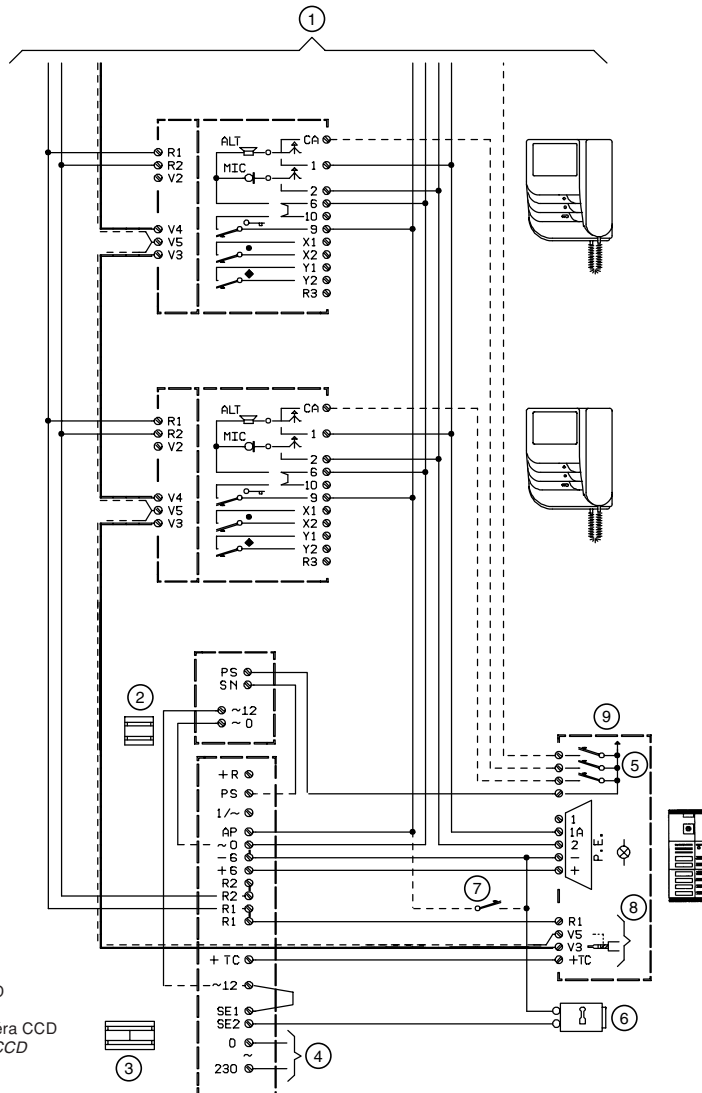 1
R1
R2
V2
V4
V5
V3
ALT
MIC
CA
1
2
6
10
9
X1
X2
Y1
Y2
R3
R1
R2
V2
V4
V5
V3
ALT
MIC
CA
1
2
6
10
9
X1
X2
Y1
Y2
R3
2
PS
SN
~12
~0
9
5
+R
PS
1/~
AP
~0
-6
+6
R2
R2
R1
R1
+TC
~12
SE1
SE2
0
~
230
1
1A
2
-
+
P.E.
7
8
R1
V5
V3
+TC
6
4
3
D
éra CCD
CCD